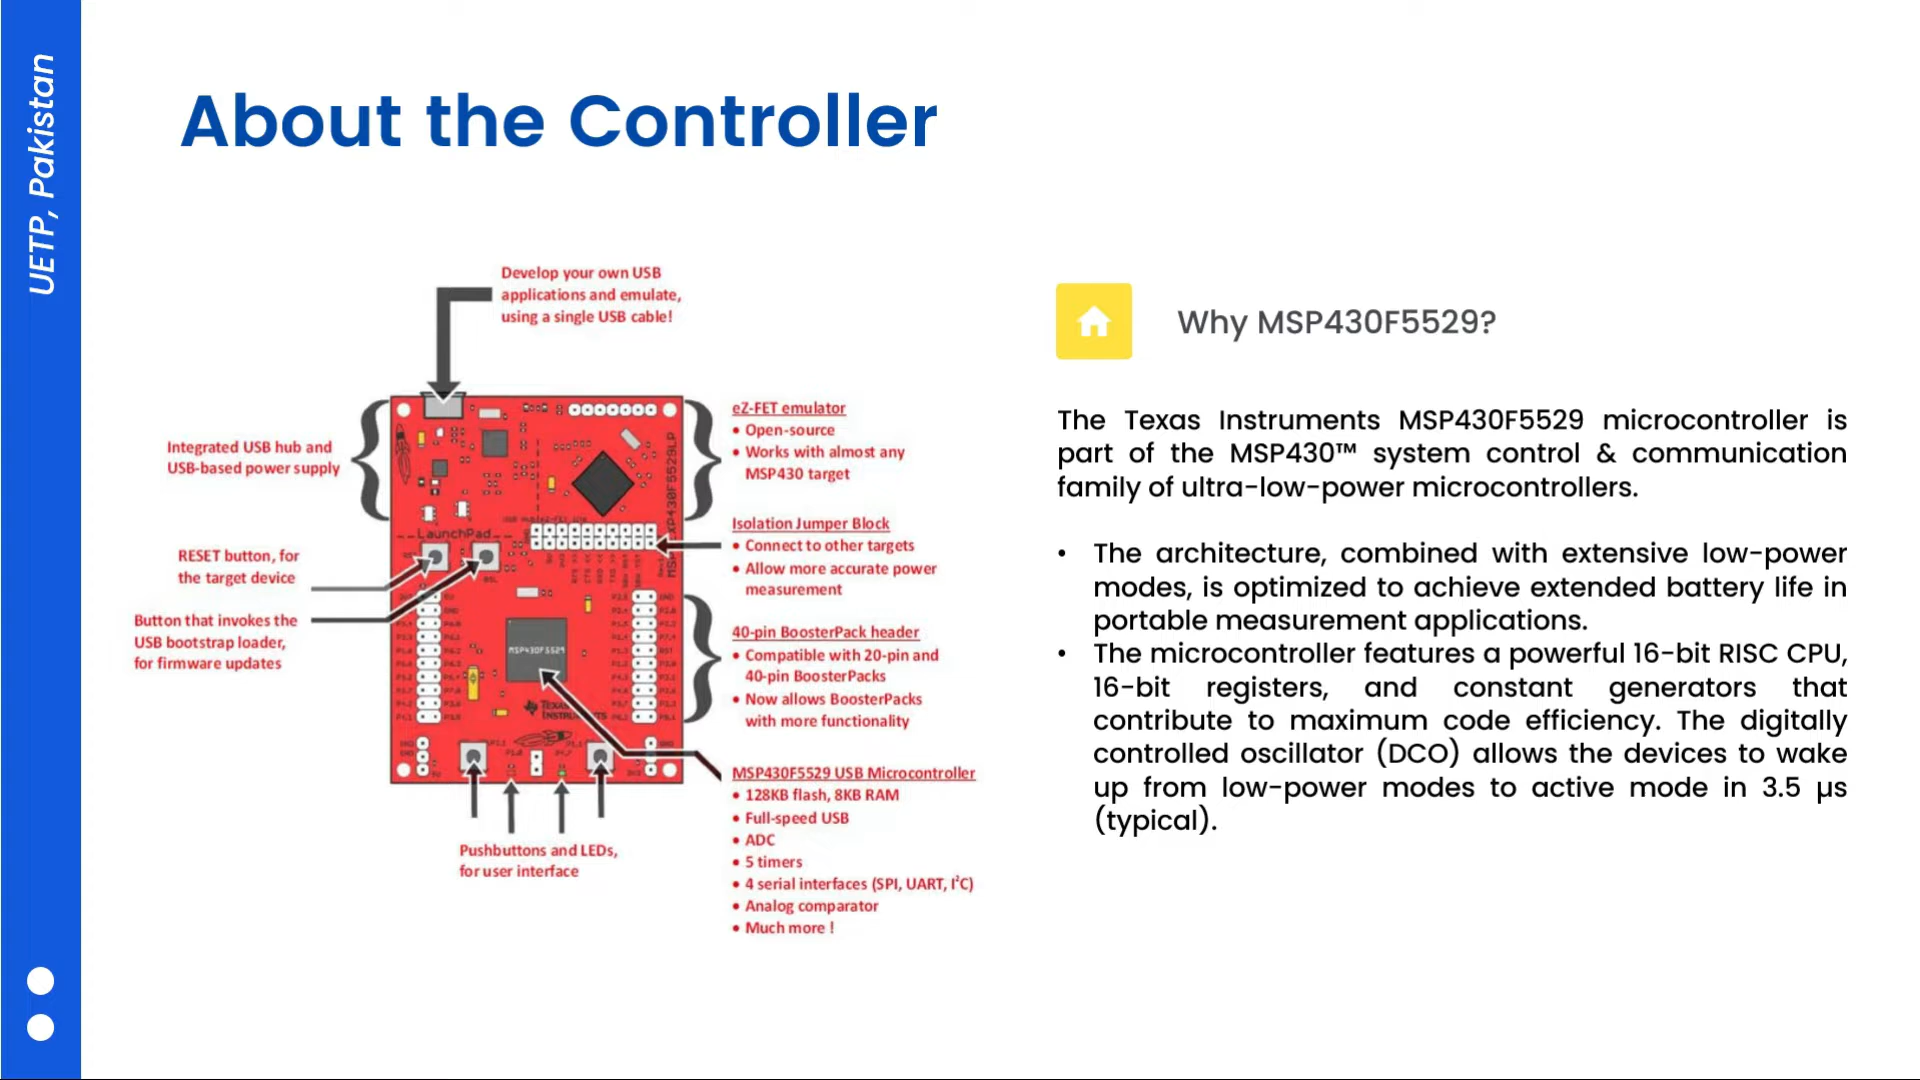 UETP, Pakistan
About the Controller
Develop your own USB
applications and emulate,
using a single USB cable!
Integrated USB hub and
USB-based power supply
RESET button, for
the target device
Button that invokes the
USB bootstrap loader,
for firmware updates
LaunchPad
MSP430F5529
TEXAS
INSTRUMENTS
Pushbuttons and LEDs,
for user interface
eZ-FET emulator
• Open-source
• Works with almost any
MSP430 target
Isolation Jumper Block
• Connect to other targets
• Allow more accurate power
measurement
40-pin BoosterPack header
• Compatible with 20-pin and
40-pin BoosterPacks
• Now allows BoosterPacks
with more functionality
MSP430F5529 USB Microcontroller
• 128KB flash, 8KB RAM
• Full-speed USB
• ADC
• 5 timers
• 4 serial interfaces (SPI, UART, I²C)
• Analog comparator
• Much more !
Why MSP430F5529?
The Texas Instruments MSP430F5529 microcontroller is
part of the MSP430™ system control & communication
family of ultra-low-power microcontrollers.
• The architecture, combined with extensive low-power
modes, is optimized to achieve extended battery life in
portable measurement applications.
• The microcontroller features a powerful 16-bit RISC CPU,
16-bit registers, and constant generators that
contribute to maximum code efficiency. The digitally
controlled oscillator (DCO) allows the devices to wake
up from low-power modes to active mode in 3.5 µs
(typical).